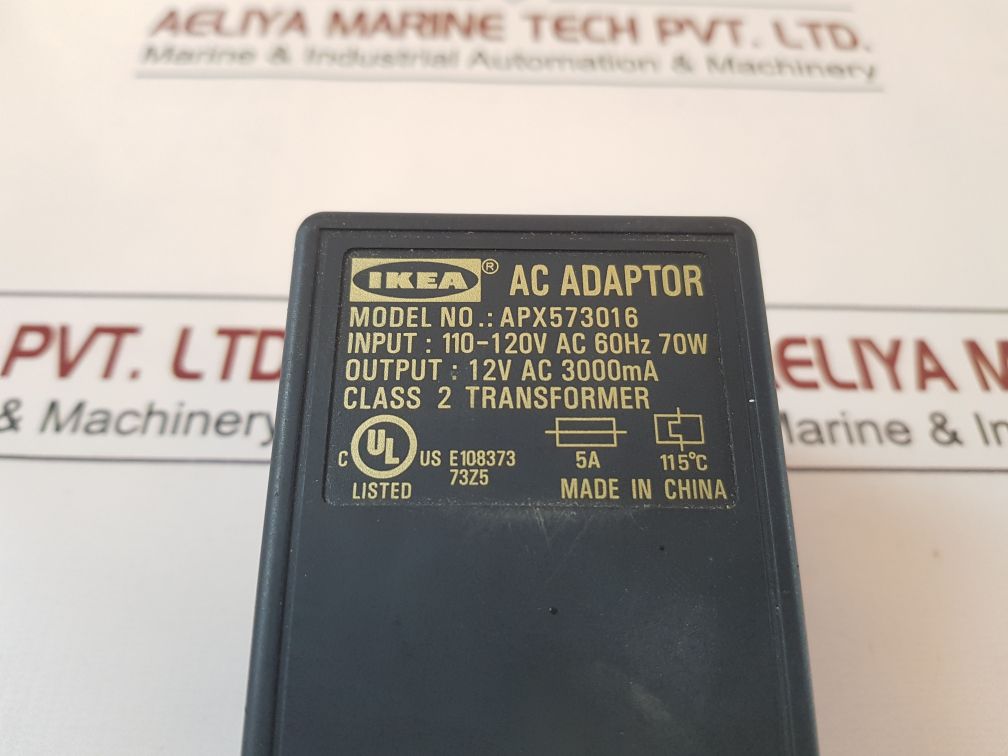 AELIYA MARINE TECH PVT. LTD.
Marine & Industrial Automation & Machinery
PVT. LTD
& Machinery
AELIYA M
Marine & In
IKEA® AC ADAPTOR
MODEL NO.: APX573016
INPUT : 110-120V AC 60Hz 70W
OUTPUT : 12V AC 3000mA
CLASS 2 TRANSFORMER
C UL US E108373
73Z5
LISTED
5A
115°C
MADE IN CHINA